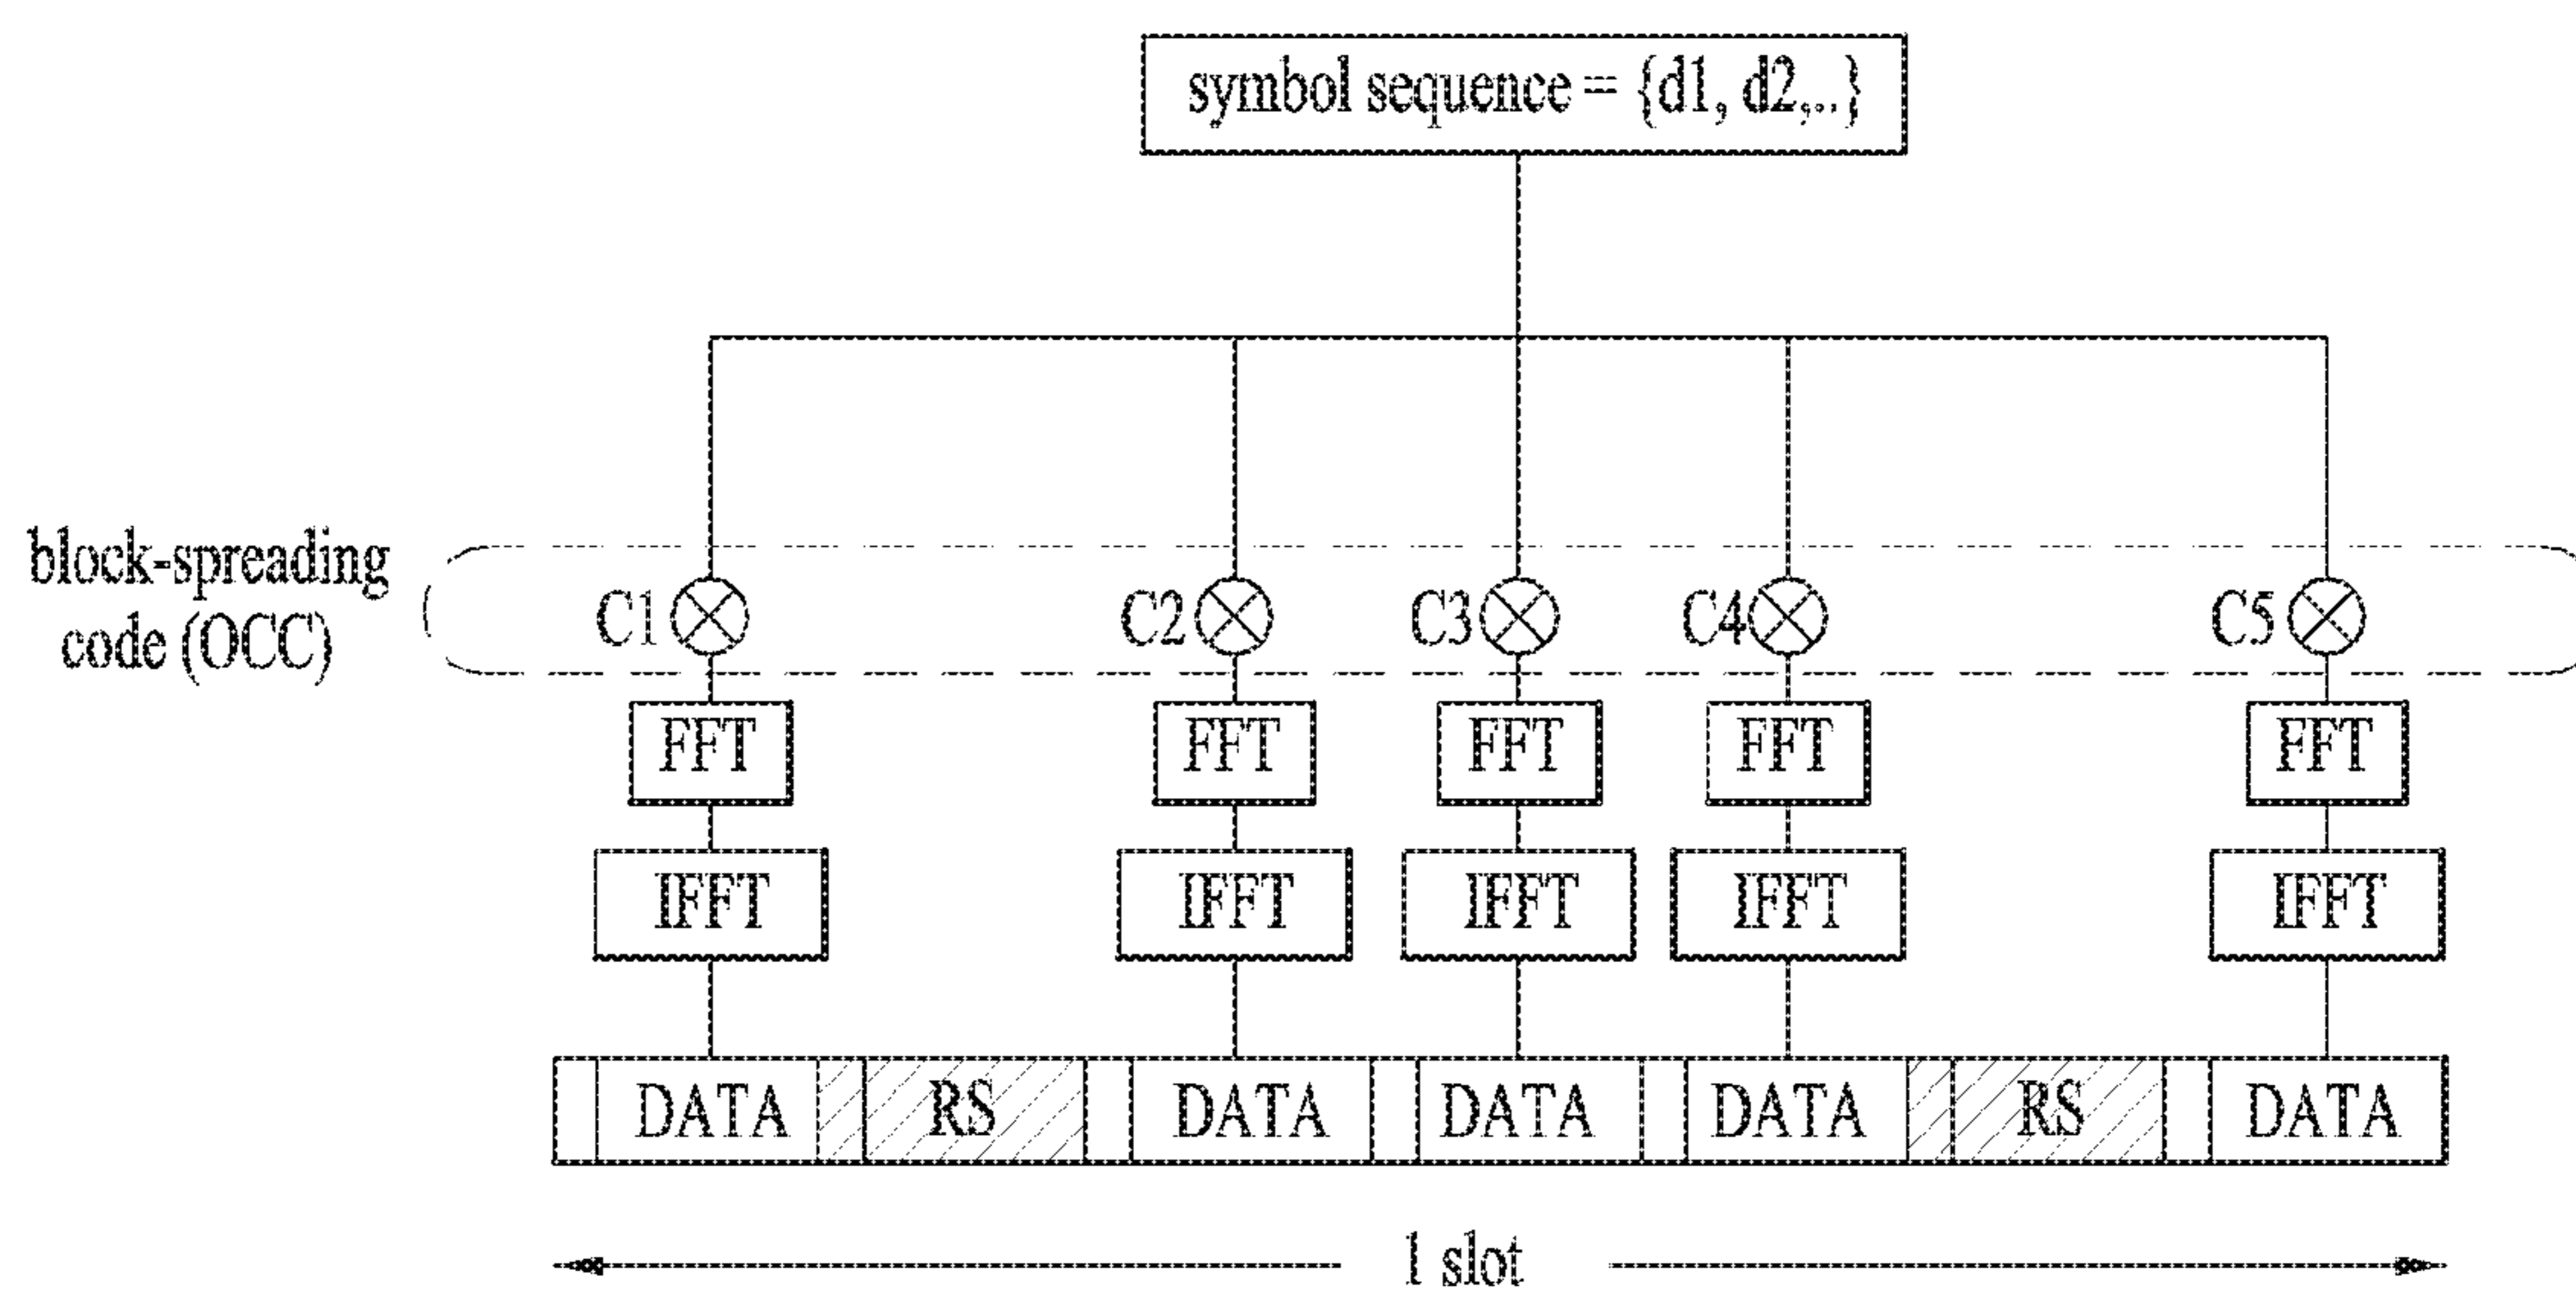 symbol sequence = {d1, d2,..}
block-spreading
code (OCC)
C1 C2 C3 C4 C5
FFT FFT FFT FFT FFT
IFFT IFFT IFFT IFFT IFFT
DATA RS DATA DATA DATA RS DATA
1 slot